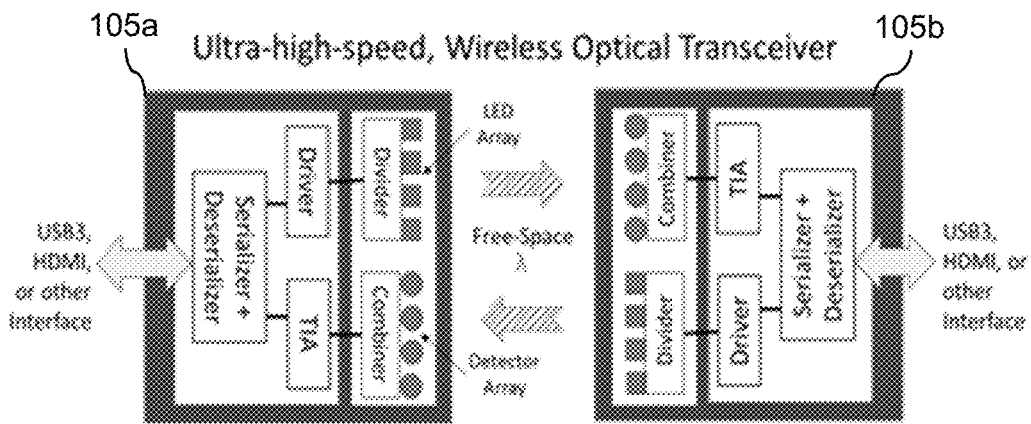 105a
105b
Ultra-high-speed, Wireless Optical Transceiver
USB3,
HDMI,
or other
Interface
Serializer +
Deserializer
Driver
Divider
TIA
Combiner
LED
Array
Free-Space
λ
Detector
Array
Combiner
TIA
Divider
Driver
Serializer +
Deserializer
USB3,
HDMI, or
other
Interface